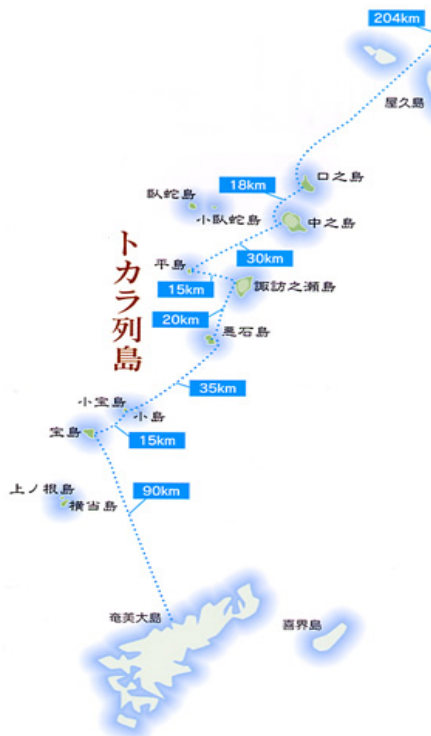 204km
屋久島
口之島
18km
臥蛇島
小臥蛇島
中之島
トカラ列島
30km
平島
15km
諏訪之瀬島
20km
悪石島
35km
小宝島
小島
宝島
15km
上ノ根島
90km
横当島
奄美大島
喜界島